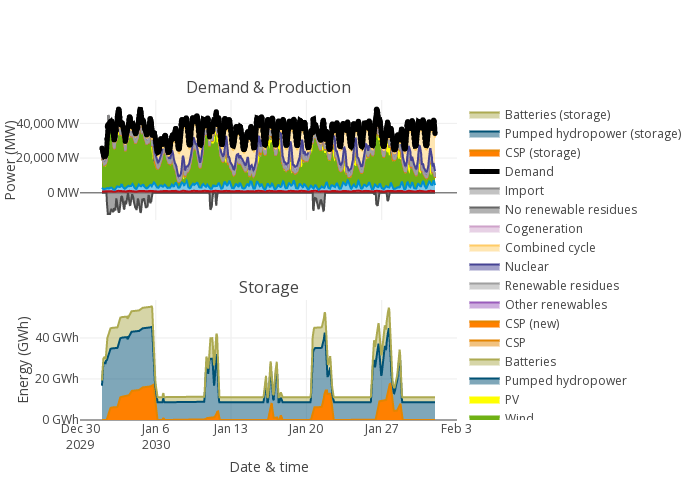 Demand & Production
Power (MW)
40,000 MW
20,000 MW
0 MW
Storage
Energy (GWh)
40 GWh
20 GWh
0 GWh
Dec 30
2029
Jan 6
2030
Jan 13
Jan 20
Jan 27
Feb 3
Date & time
Batteries (storage)
Pumped hydropower (storage)
CSP (storage)
Demand
Import
No renewable residues
Cogeneration
Combined cycle
Nuclear
Renewable residues
Other renewables
CSP (new)
CSP
Batteries
Pumped hydropower
PV
Wind